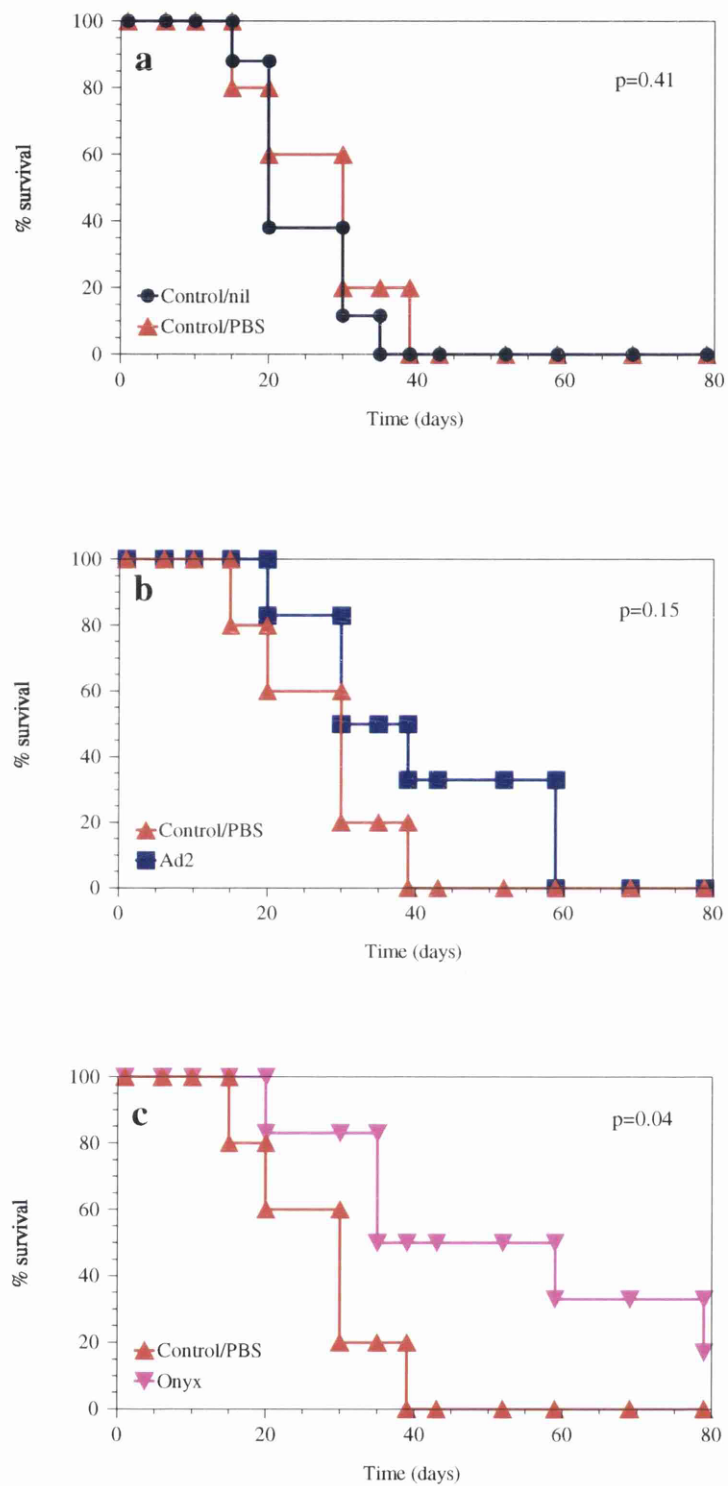 100
a
p=0.41
80
60
% survival
40
20
Control/nil
Control/PBS
0
0 20 40 60 80
Time (days)
100
b
p=0.15
80
60
% survival
40
20
Control/PBS
Ad2
0
0 20 40 60 80
Time (days)
100
c
p=0.04
80
60
% survival
40
20
Control/PBS
Onyx
0
0 20 40 60 80
Time (days)